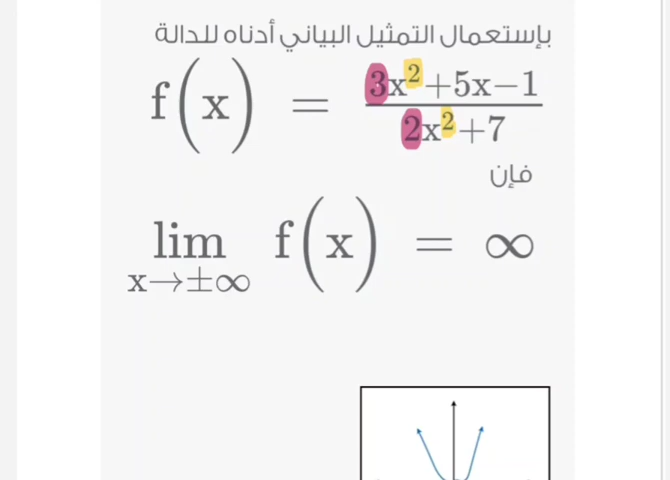 بإستعمال التمثيل البياني أدناه للدالة
f(x) = 3x²+5x−1 / 2x²+7
فإن
lim x→±∞ f(x) = ∞